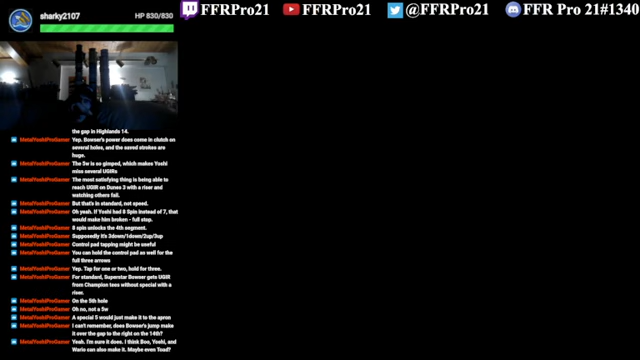 sharky2107 HP 830/830
FFRPro21 FFRPro21 @FFRPro21 FFR Pro 21#1340
the gap in Highlands 14.
MetalYoshiProGamer Yep. Bowser's power does come in clutch on
several holes, and the saved strokes are
huge.
MetalYoshiProGamer The 3w is so gimped, which makes Yoshi
miss several UGIRs
MetalYoshiProGamer The most satisfying thing is being able to
reach UGIR on Dunes 3 with a riser and
watching others fail.
MetalYoshiProGamer But that's in standard, not speed.
MetalYoshiProGamer Oh yeah. If Yoshi had 8 Spin instead of 7, that
would make him broken - full stop.
MetalYoshiProGamer 8 spin unlocks the 4th segment.
MetalYoshiProGamer Supposedly it's 3down/1down/2up/3up
MetalYoshiProGamer Control pad tapping might be useful
MetalYoshiProGamer You can hold the control pad as well for the
full three arrows
MetalYoshiProGamer Yep. Tap for one or two, hold for three.
MetalYoshiProGamer For standard, Superstar Bowser gets UGIR
from Champion tees without special with a
riser.
MetalYoshiProGamer On the 5th hole
MetalYoshiProGamer Oh no, not a 3w
MetalYoshiProGamer A special 5 would just make it to the apron
MetalYoshiProGamer I can't remember, does Bowser's jump make
it over the gap to the right on the 14th?
MetalYoshiProGamer Yeah. I'm sure it does. I think Boo, Yoshi, and
Wario can also make it. Maybe even Toad?